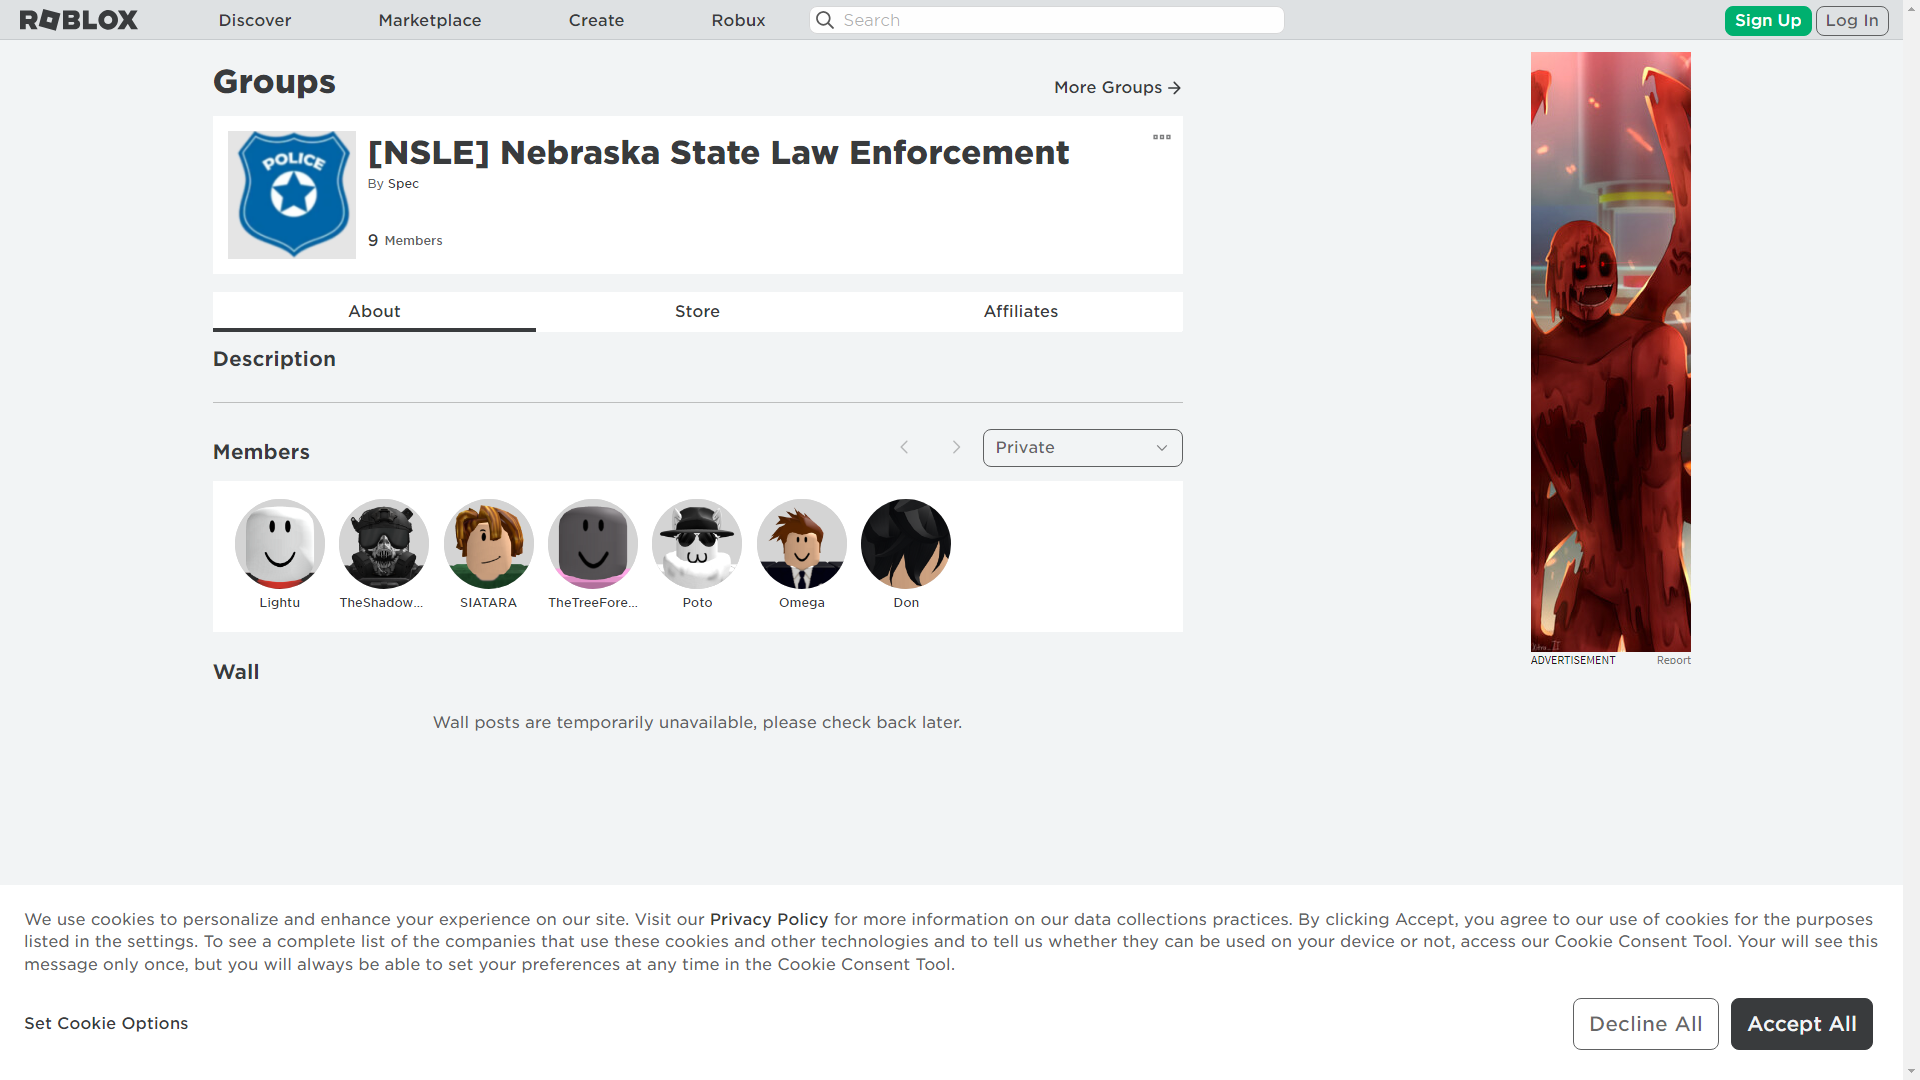 ROBLOX
Discover
Marketplace
Create
Robux
Search
Sign Up
Log In
Groups
More Groups
POLICE
[NSLE] Nebraska State Law Enforcement
By Spec
9 Members
About
Store
Affiliates
Description
Members
Private
Lightu
TheShadow...
SIATARA
TheTreeFore...
Poto
Omega
Don
Wall
Wall posts are temporarily unavailable, please check back later.
ADVERTISEMENT
Report
We use cookies to personalize and enhance your experience on our site. Visit our Privacy Policy for more information on our data collections practices. By clicking Accept, you agree to our use of cookies for the purposes
listed in the settings. To see a complete list of the companies that use these cookies and other technologies and to tell us whether they can be used on your device or not, access our Cookie Consent Tool. Your will see this
message only once, but you will always be able to set your preferences at any time in the Cookie Consent Tool.
Set Cookie Options
Decline All
Accept All